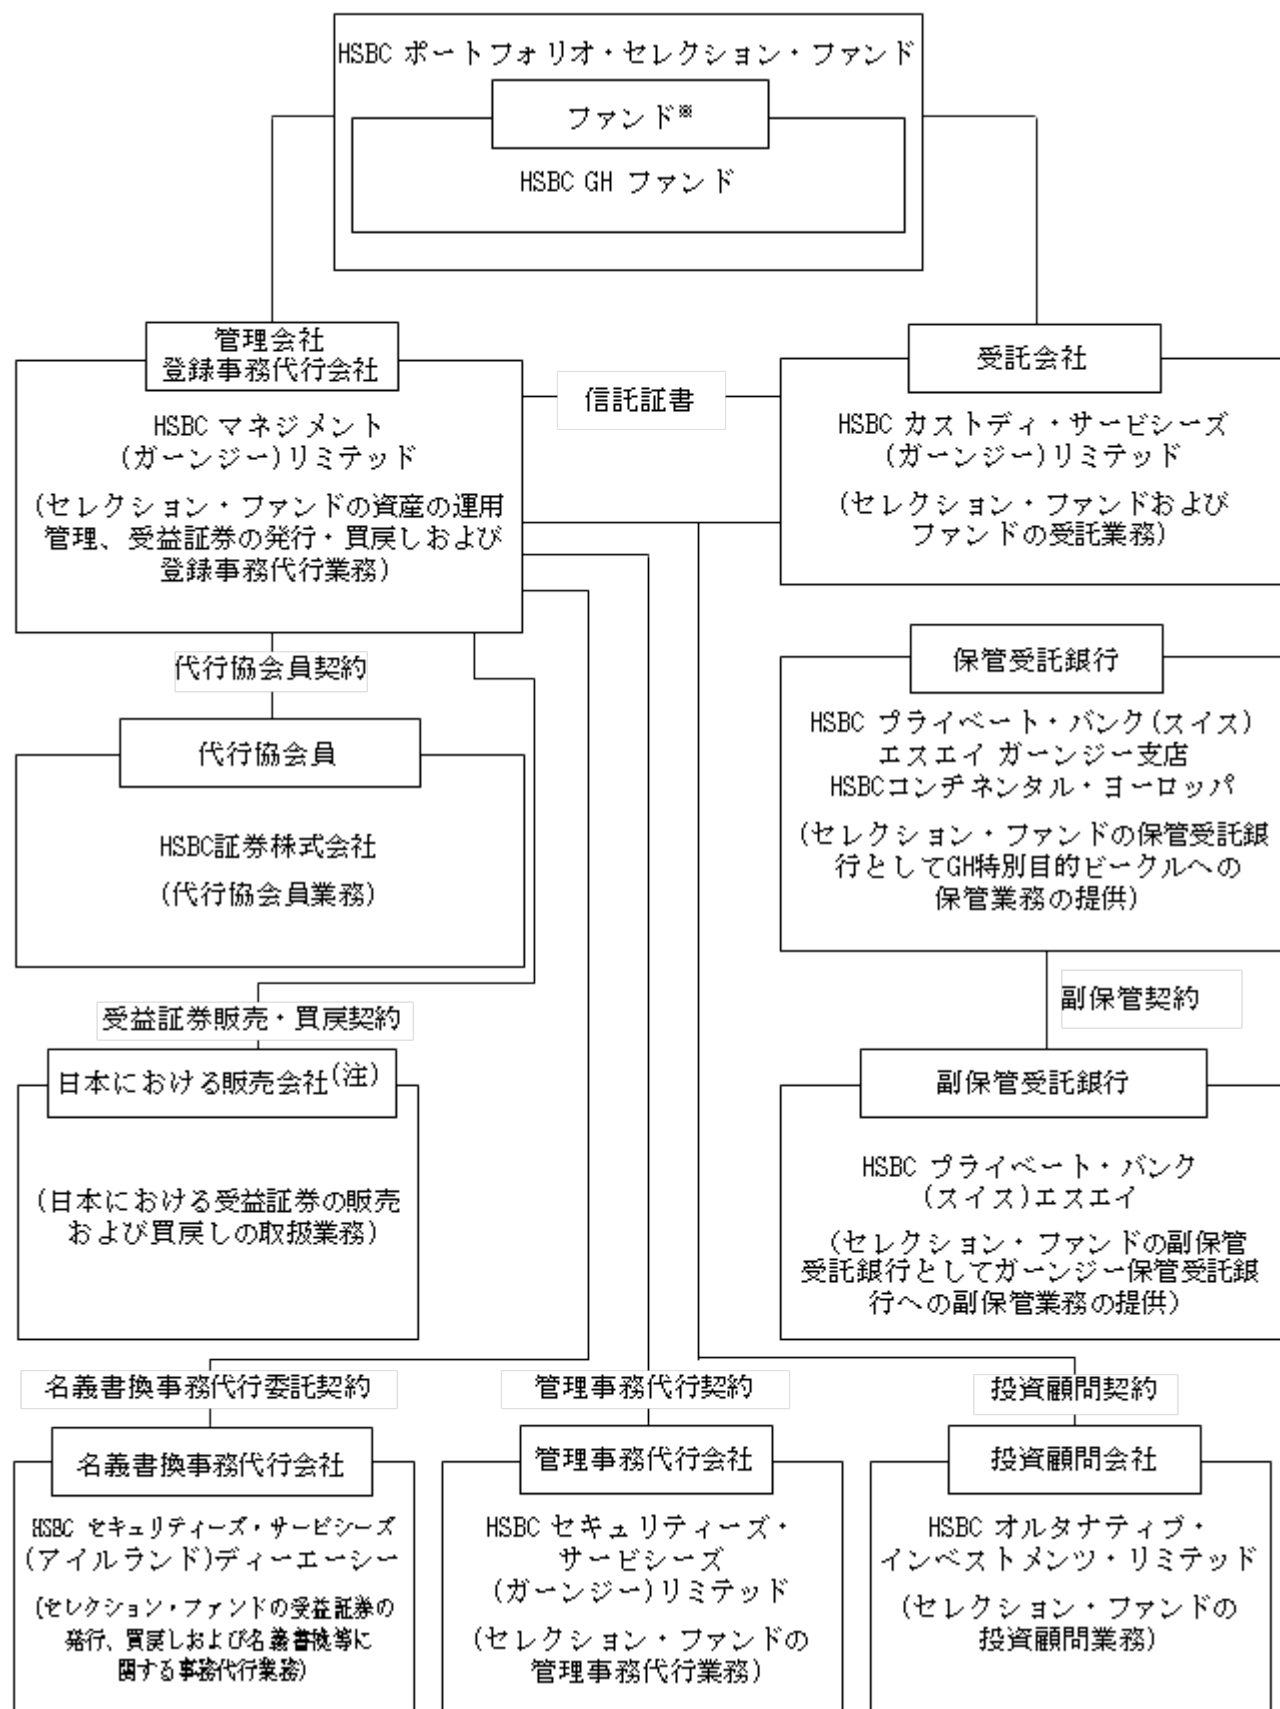 HSBC ポートフォリオ・セレクション・ファンド
ファンド※
HSBC GH ファンド
管理会社
登録事務代行会社
HSBC マネジメント
(ガーンジー)リミテッド
(セレクション・ファンドの資産の運用
管理、受益証券の発行・買戻しおよび
登録事務代行業務)
信託証書
受託会社
HSBC カストディ・サービシーズ
(ガーンジー)リミテッド
(セレクション・ファンドおよび
ファンドの受託業務)
代行協会員契約
代行協会員
HSBC証券株式会社
(代行協会員業務)
保管受託銀行
HSBC プライベート・バンク(スイス)
エスエイ ガーンジー支店
HSBCコンチネンタル・ヨーロッパ
(セレクション・ファンドの保管受託銀
行としてGH特別目的ビークルへの
保管業務の提供)
受益証券販売・買戻契約
日本における販売会社(注)
(日本における受益証券の販売
および買戻しの取扱業務)
副保管契約
副保管受託銀行
HSBC プライベート・バンク
(スイス)エスエイ
(セレクション・ファンドの副保管
受託銀行としてガーンジー保管受託銀
行への副保管業務の提供)
名義書換事務代行委託契約
名義書換事務代行会社
HSBC セキュリティーズ・サービシーズ
(アイルランド)ディーエーシー
(セレクション・ファンドの受益証券の
発行、買戻しおよび名義書換等に
関する事務代行業務)
管理事務代行契約
管理事務代行会社
HSBC セキュリティーズ・
サービシーズ
(ガーンジー)リミテッド
(セレクション・ファンドの
管理事務代行業務)
投資顧問契約
投資顧問会社
HSBC オルタナティブ・
インベストメンツ・リミテッド
(セレクション・ファンドの
投資顧問業務)